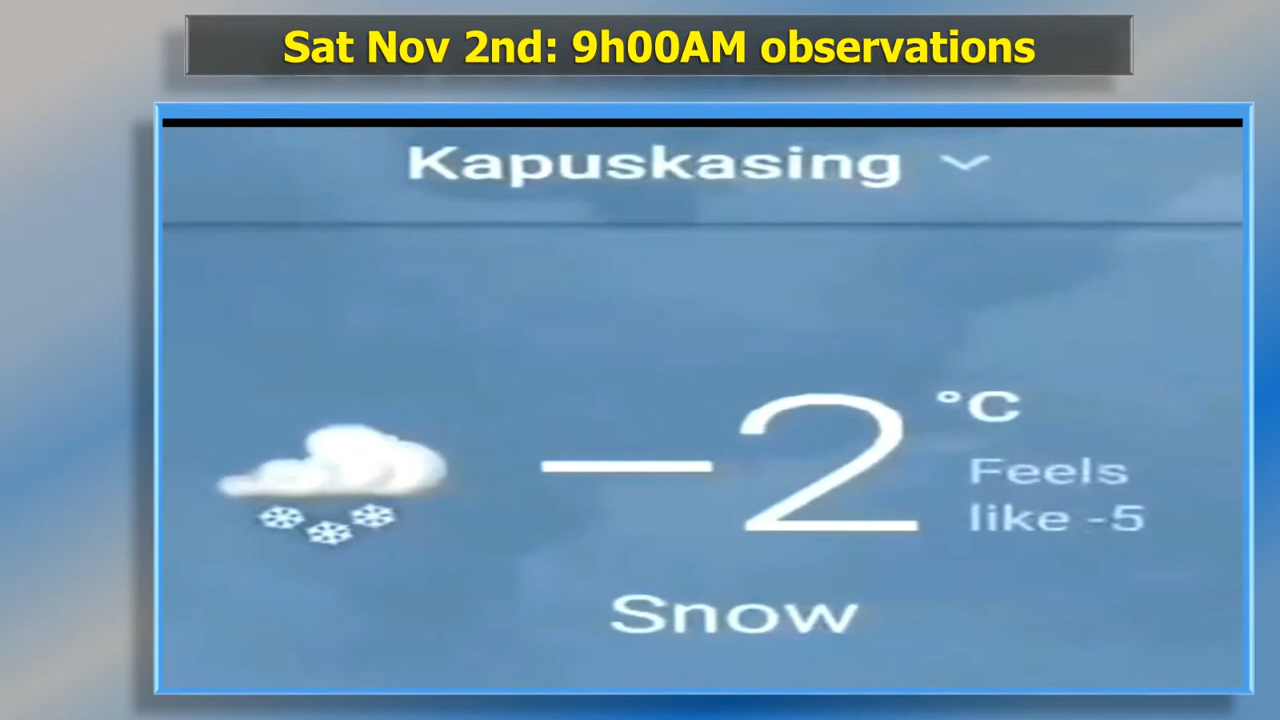 Sat Nov 2nd: 9h00AM observations
Kapuskasing
−2 °C
Feels
like -5
Snow